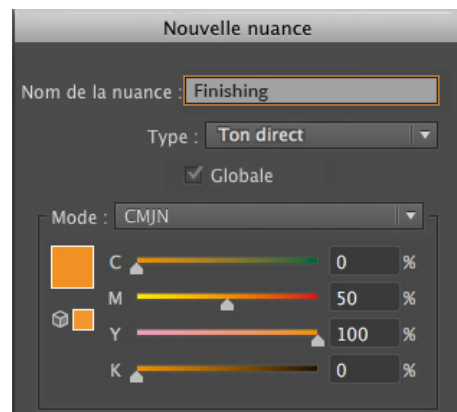 Nouvelle nuance
Nom de la nuance : Finishing
Type : Ton direct
Globale
Mode : CMJN
C 0 %
M 50 %
Y 100 %
K 0 %